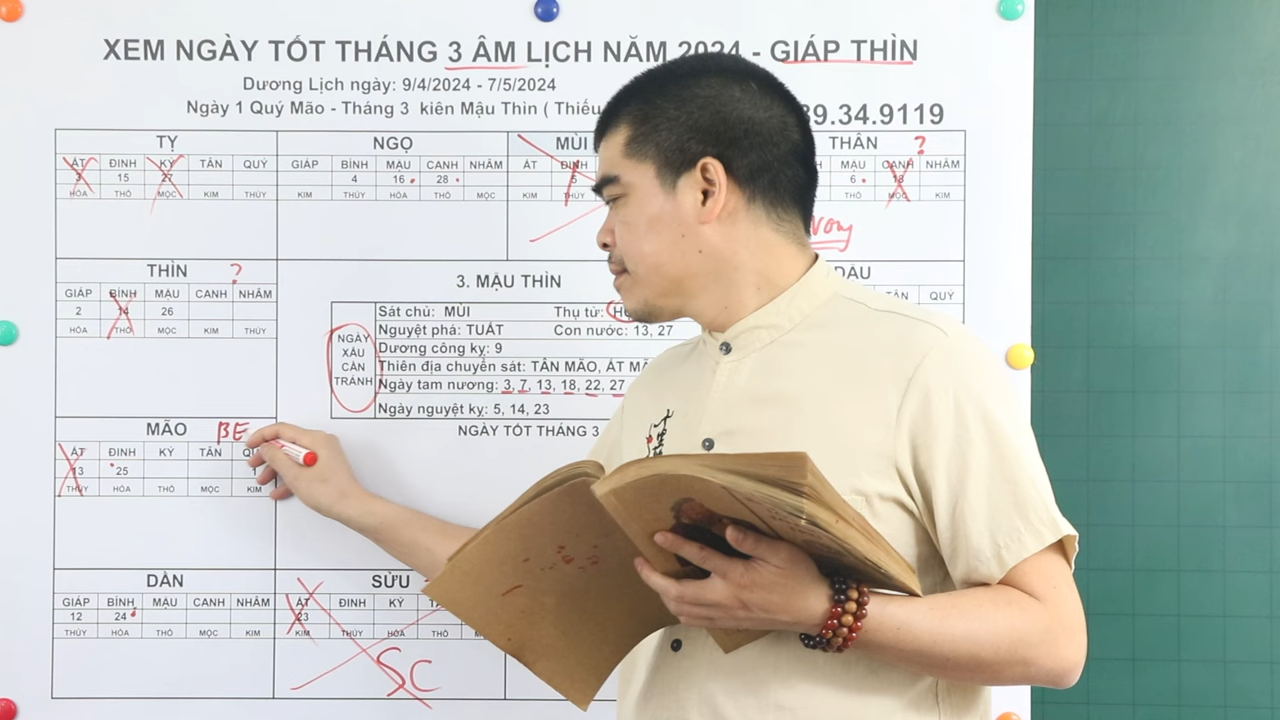 XEM NGÀY TỐT THÁNG 3 ÂM LỊCH NĂM 2024 - GIÁP THÌN
Dương Lịch ngày: 9/4/2024 - 7/5/2024
Ngày 1 Quý Mão - Tháng 3 kiên Mậu Thìn ( Thiếu
39.34.9119
TỴ
ẤT ĐINH KỶ TÂN QUÝ
3 15 27
HỎA THỔ MỘC KIM THỦY
NGỌ
GIÁP BÍNH MẬU CANH NHÂM
4 16 28
KIM THỦY HỎA THỔ MỘC
MÙI
ẤT ĐINH
5
KIM THỦY
THÂN ?
MẬU CANH NHÂM
6 18
MỘC KIM
vong
THÌN ?
GIÁP BÍNH MẬU CANH NHÂM
2 14 26
HỎA THỔ MỘC KIM THỦY
3. MẬU THÌN
DẬU
TÂN QUÝ
NGÀY XẤU CẦN TRÁNH
Sát chủ: MÙI Thụ tử:
Nguyệt phá: TUẤT Con nước: 13, 27
Dương công kỵ: 9
Thiên địa chuyển sát: TÂN MÃO, ẤT
Ngày tam nương: 3, 7, 13, 18, 22, 27
Ngày nguyệt kỵ: 5, 14, 23
NGÀY TỐT THÁNG 3
MÃO BE
ẤT ĐINH KỶ TÂN
13 25 1
THỦY HỎA THỔ MỘC KIM
DẦN
GIÁP BÍNH MẬU CANH NHÂM
12 24
THỦY HỎA THỔ MỘC KIM
SỬU
ẤT ĐINH KỶ
23
KIM THỦY HỎA THỔ
SC